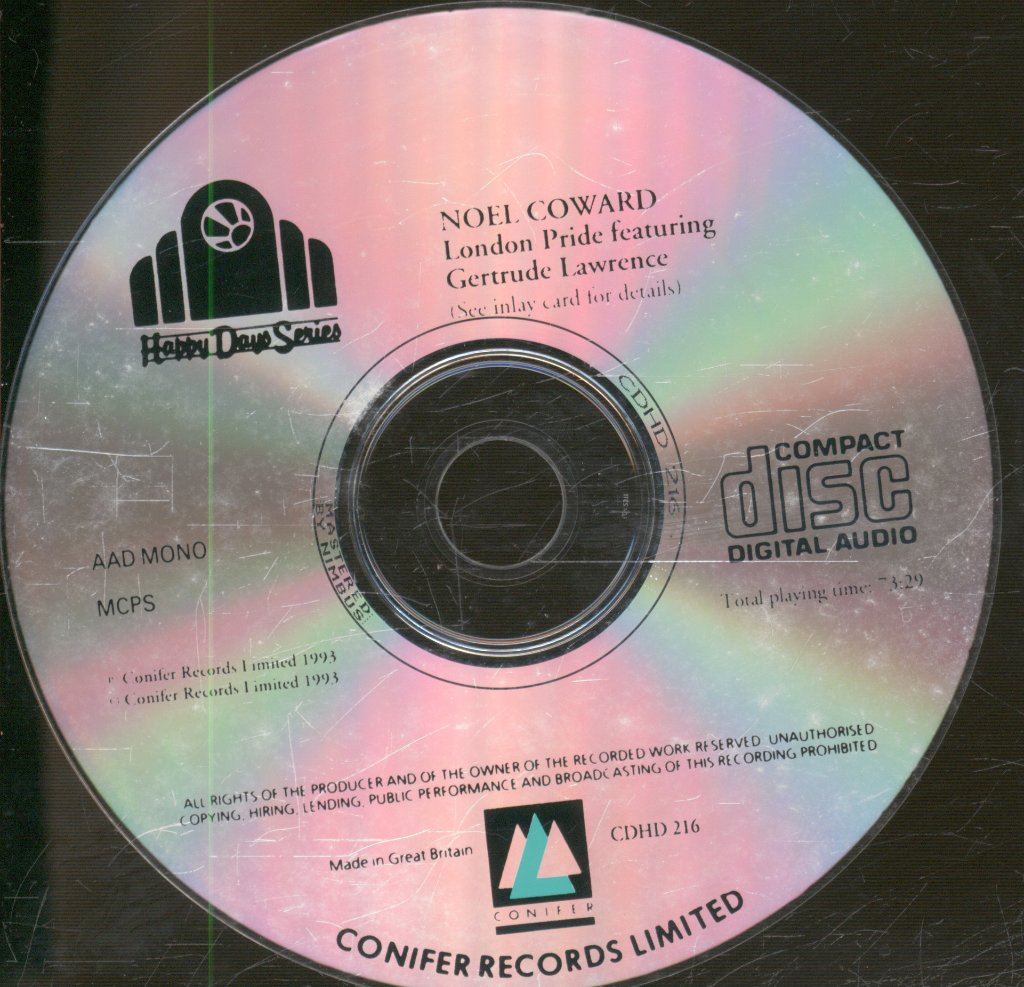 NOEL COWARD
London Pride featuring
Gertrude Lawrence
(See inlay card for details)
Happy Days Series
CDHD 216
COMPACT
disc
DIGITAL AUDIO
Total playing time: 73:29
MASTERED
BY NIMBUS
AAD MONO
MCPS
℗ Conifer Records Limited 1993
© Conifer Records Limited 1993
ALL RIGHTS OF THE PRODUCER AND OF THE OWNER OF THE RECORDED WORK RESERVED. UNAUTHORISED
COPYING, HIRING, LENDING, PUBLIC PERFORMANCE AND BROADCASTING OF THIS RECORDING PROHIBITED
Made in Great Britain
CONIFER
CDHD 216
CONIFER RECORDS LIMITED